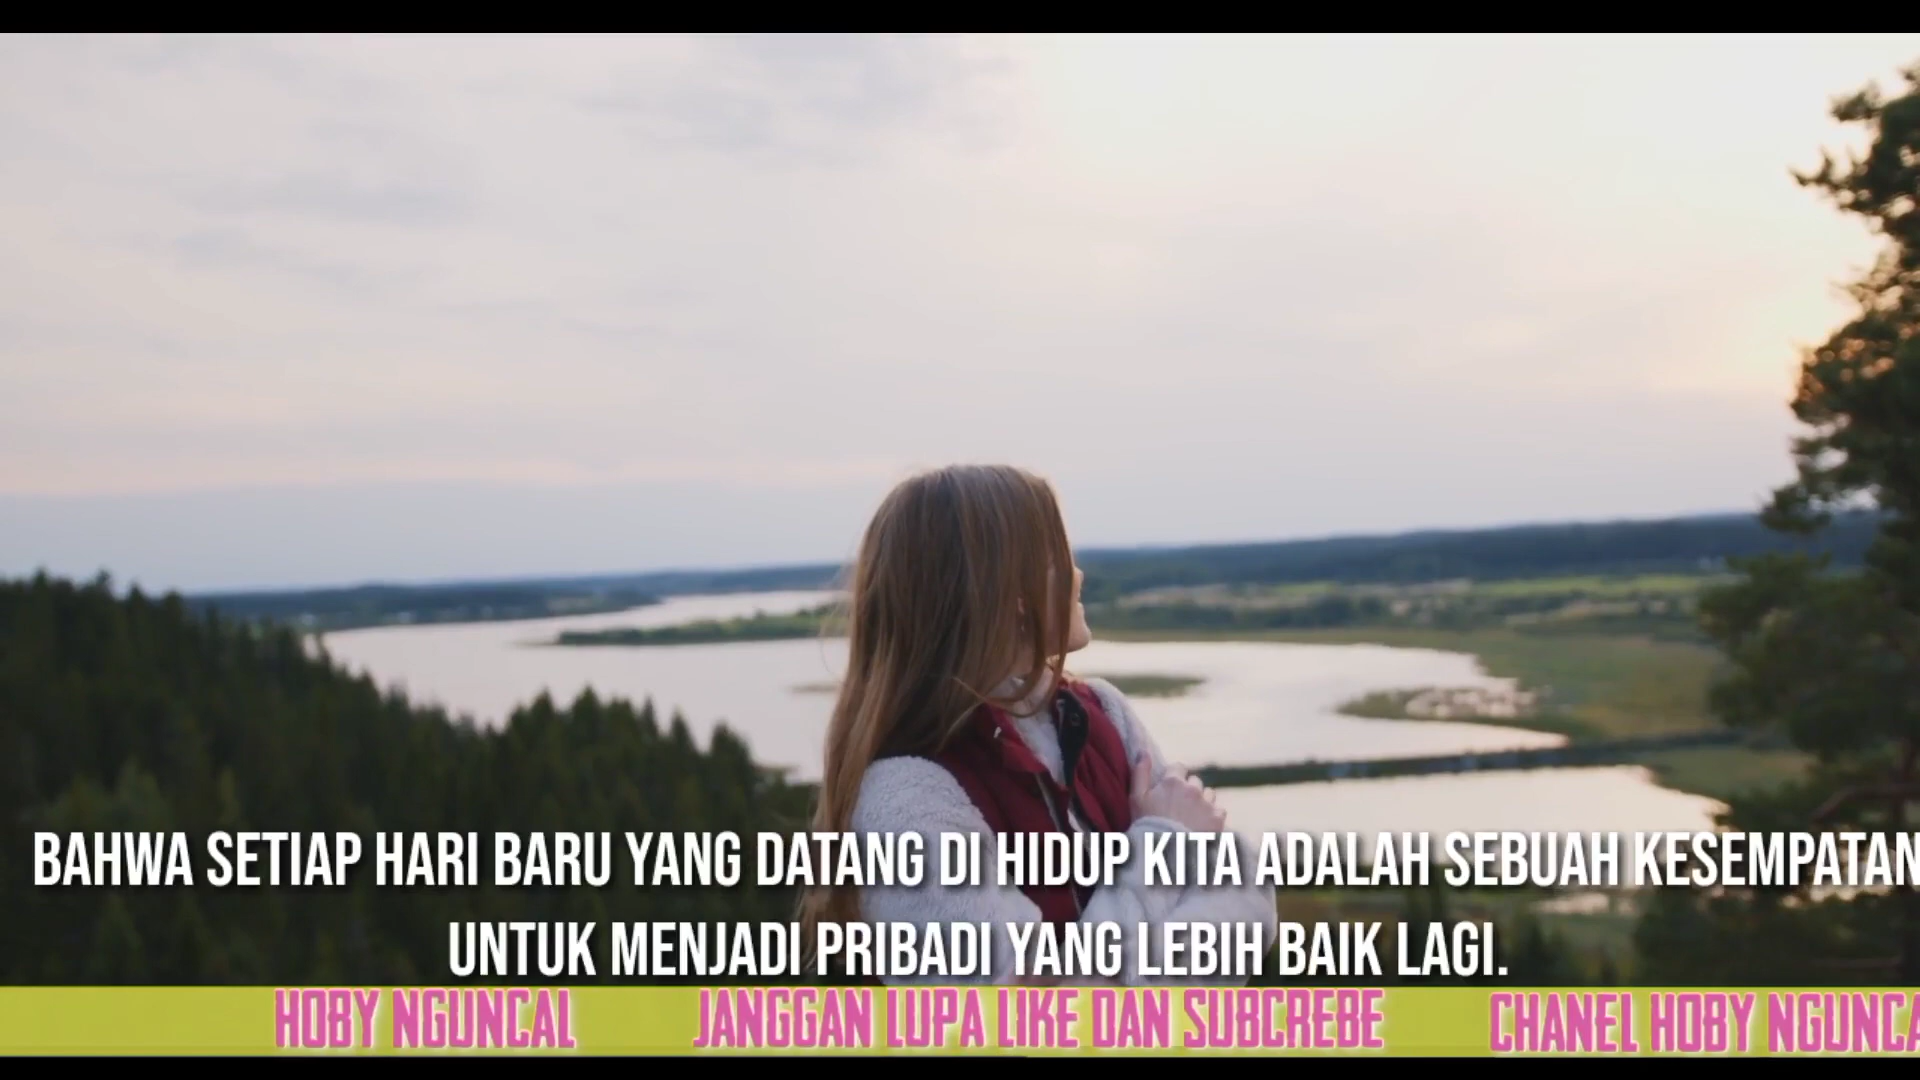 BAHWA SETIAP HARI BARU YANG DATANG DI HIDUP KITA ADALAH SEBUAH KESEMPATAN
UNTUK MENJADI PRIBADI YANG LEBIH BAIK LAGI.
HOBY NGUNCAL JANGGAN LUPA LIKE DAN SUBCREBE CHANEL HOBY